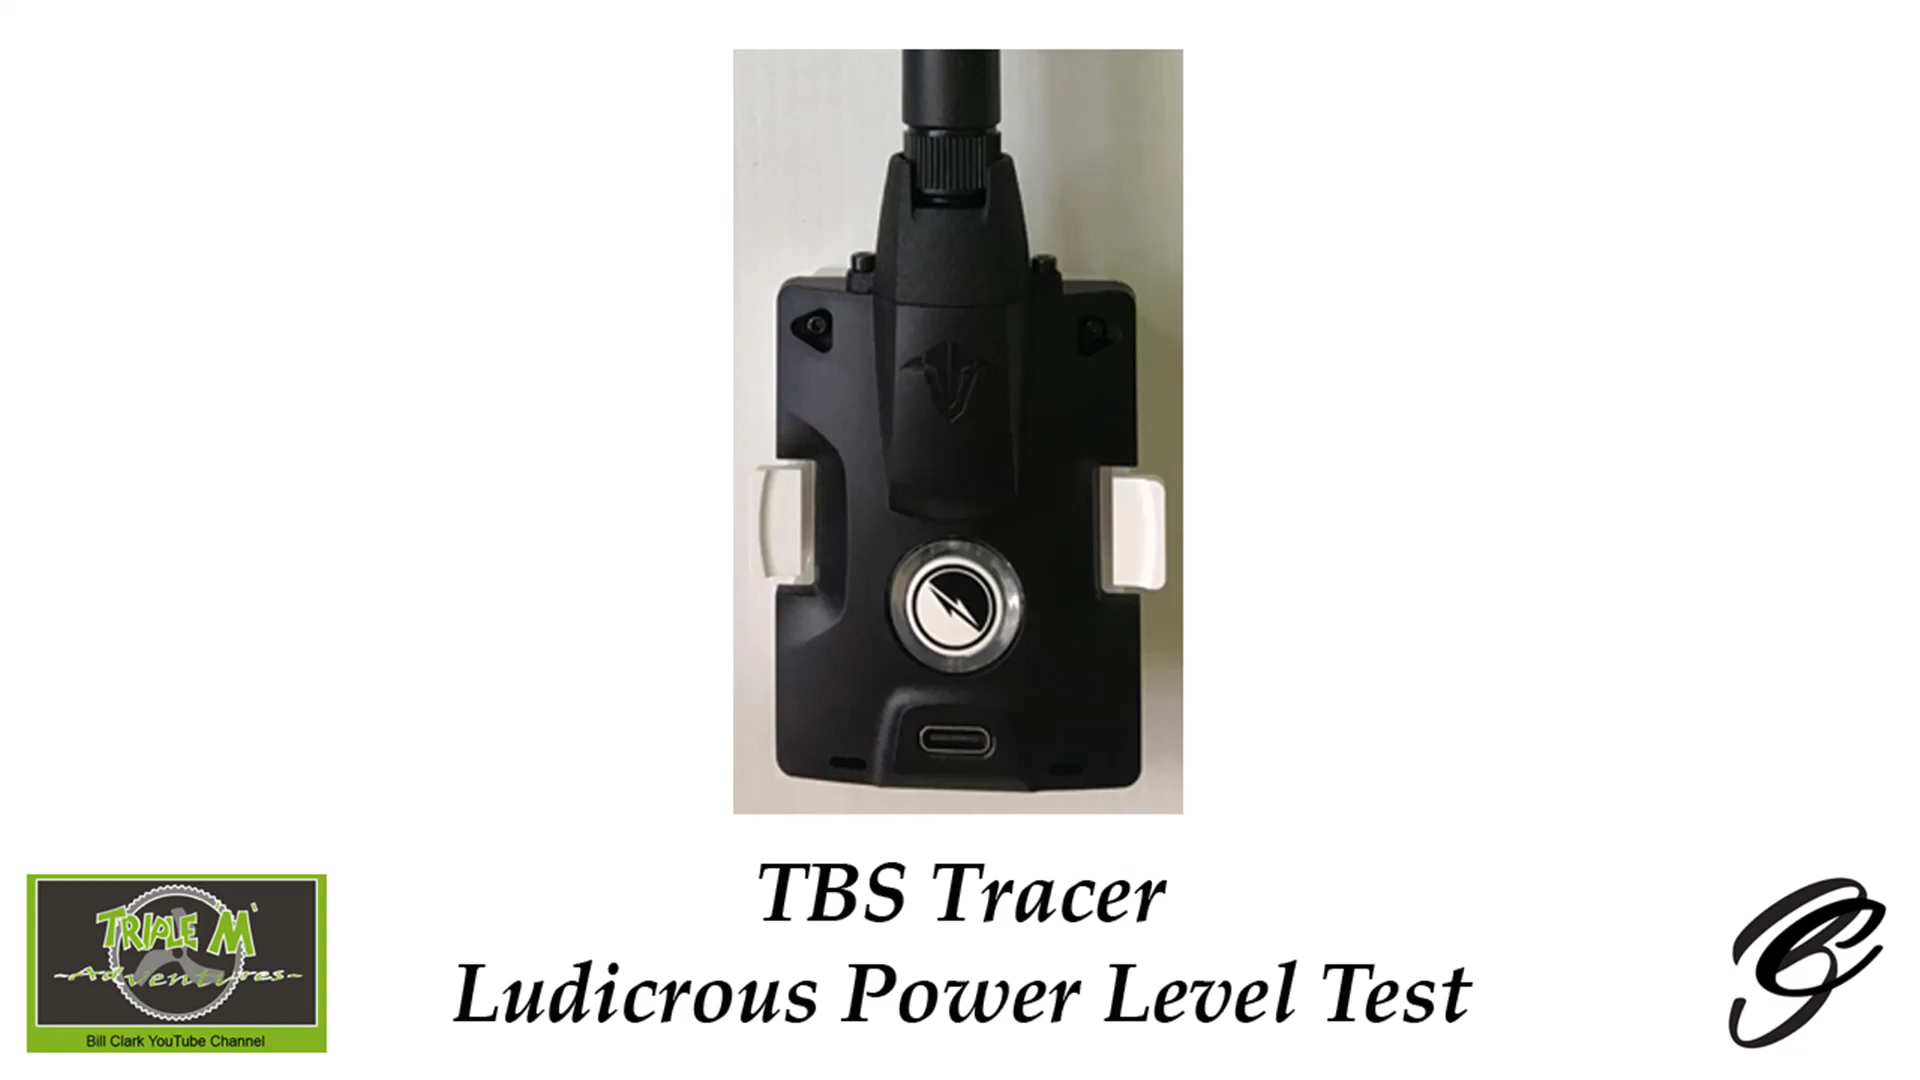 TBS Tracer
Ludicrous Power Level Test
TRIPLE "M"
~Adventures~
Bill Clark YouTube Channel